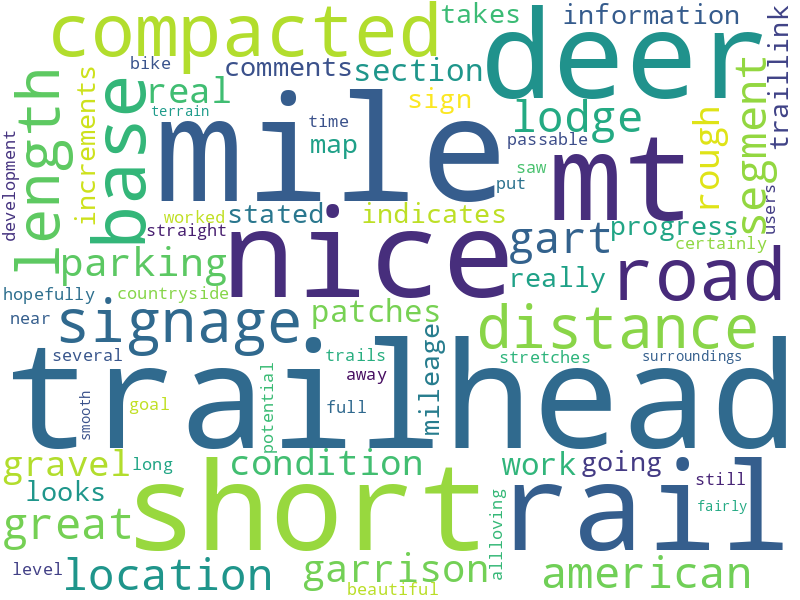 compacted
takes
information
deer
traillink
bike
comments
section
length
increments
base
real
terrain
mile
time
sign
map
lodge
passable
mt
saw
put
rough
segment
users
development
worked
straight
stated
indicates
nice
gart
progress
certainly
parking
really
road
hopefully
countryside
near
signage
patches
distance
several
trails
away
mileage
stretches
surroundings
trailhead
smooth
goal
potential
full
gravel
long
condition
work
going
looks
short
rail
still
great
allloving
fairly
level
location
garrison
beautiful
american